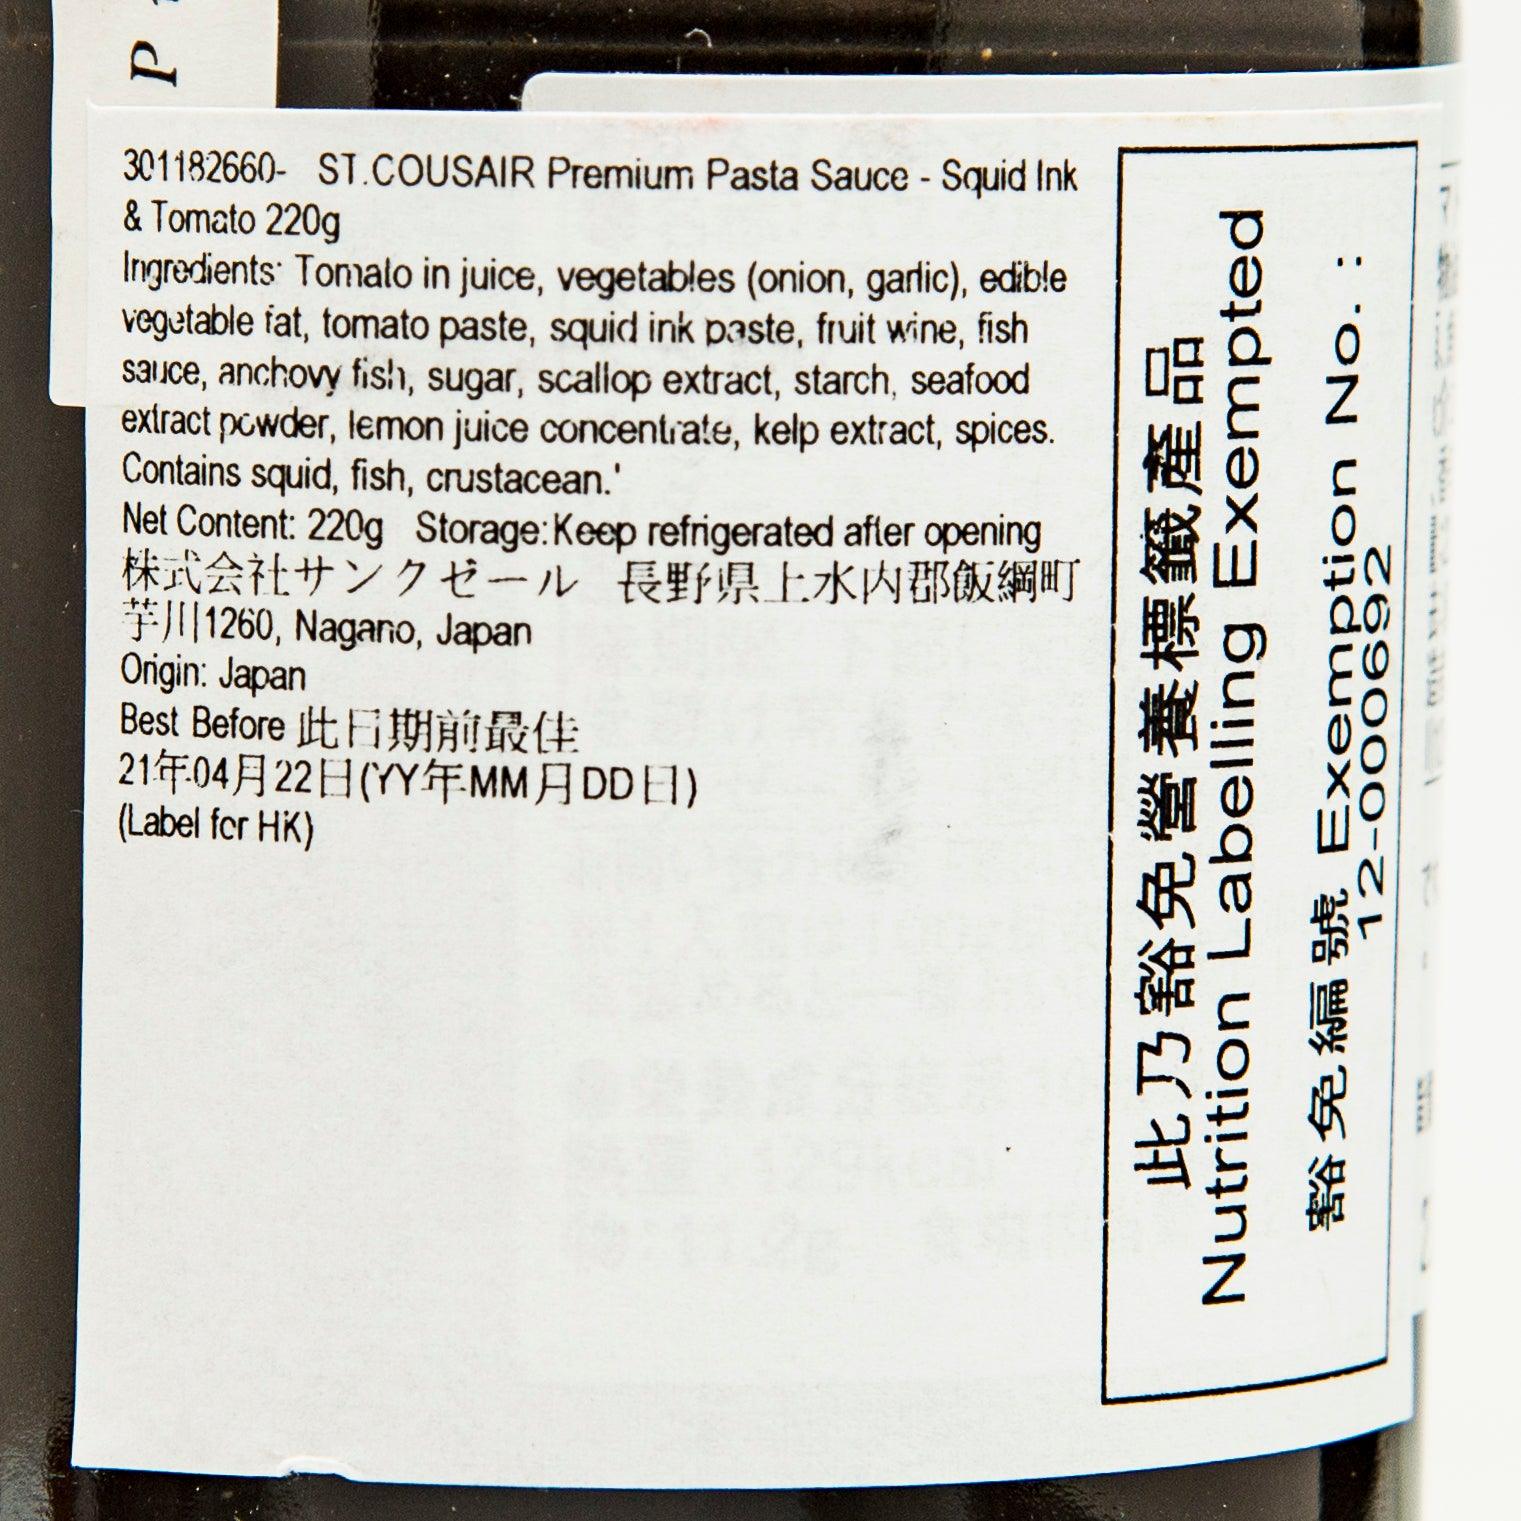 P
301182660- ST.COUSAIR Premium Pasta Sauce - Squid Ink
& Tomato 220g
Ingredients: Tomato in juice, vegetables (onion, garlic), edible
vegetable fat, tomato paste, squid ink paste, fruit wine, fish
sauce, anchovy fish, sugar, scallop extract, starch, seafood
extract powder, lemon juice concentrate, kelp extract, spices.
Contains squid, fish, crustacean.'
Net Content: 220g Storage:Keep refrigerated after opening
株式会社サンクゼール 長野県上水内郡飯綱町
芋川1260, Nagano, Japan
Origin: Japan
Best Before 此日期前最佳
21年04月22日(YY年MM月DD日)
(Label for HK)
此乃豁免營養標籤產品
Nutrition Labelling Exempted
豁免編號 Exemption No. :
12-000692